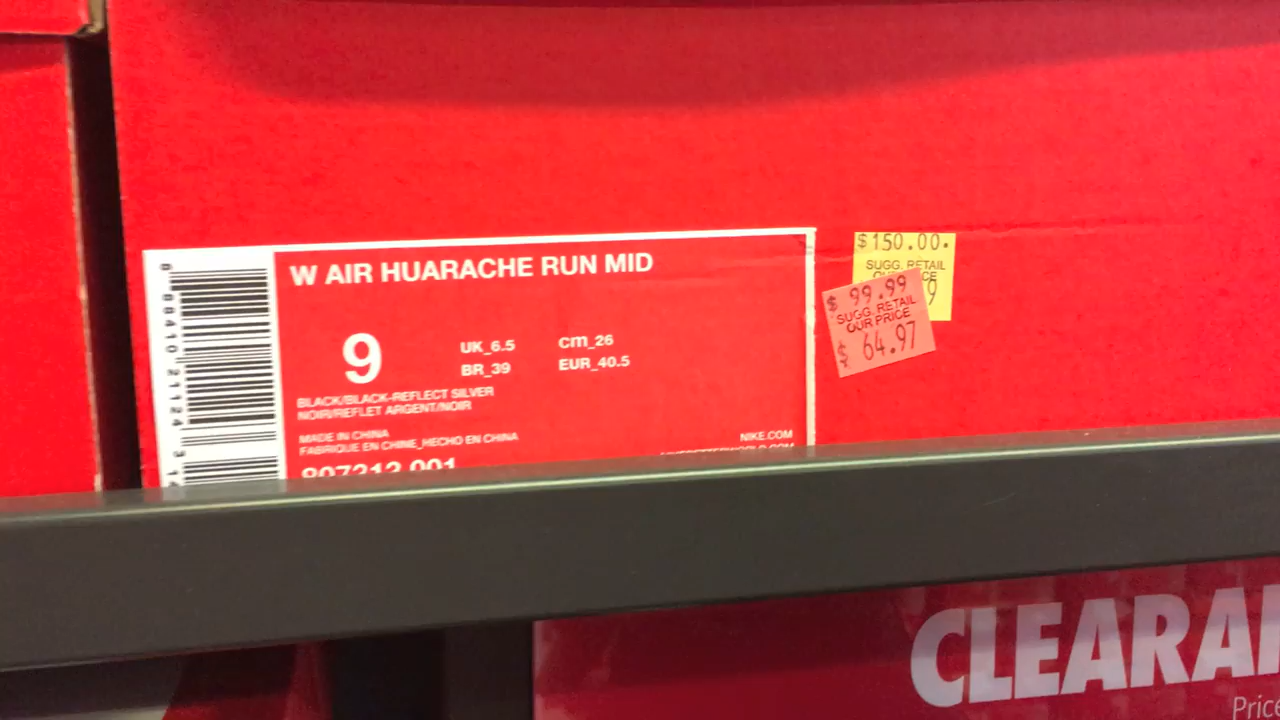 W AIR HUARACHE RUN MID
9
UK_6.5
cm_26
BR_39
EUR_40.5
BLACK/BLACK-REFLECT SILVER
NOIR/REFLET ARGENT/NOIR
MADE IN CHINA
FABRIQUE EN CHINE_HECHO EN CHINA
NIKE.COM
807313 001
$150.00.
SUGG. RETAIL
$ 99.99
SUGG. RETAIL
OUR PRICE
$ 64.97